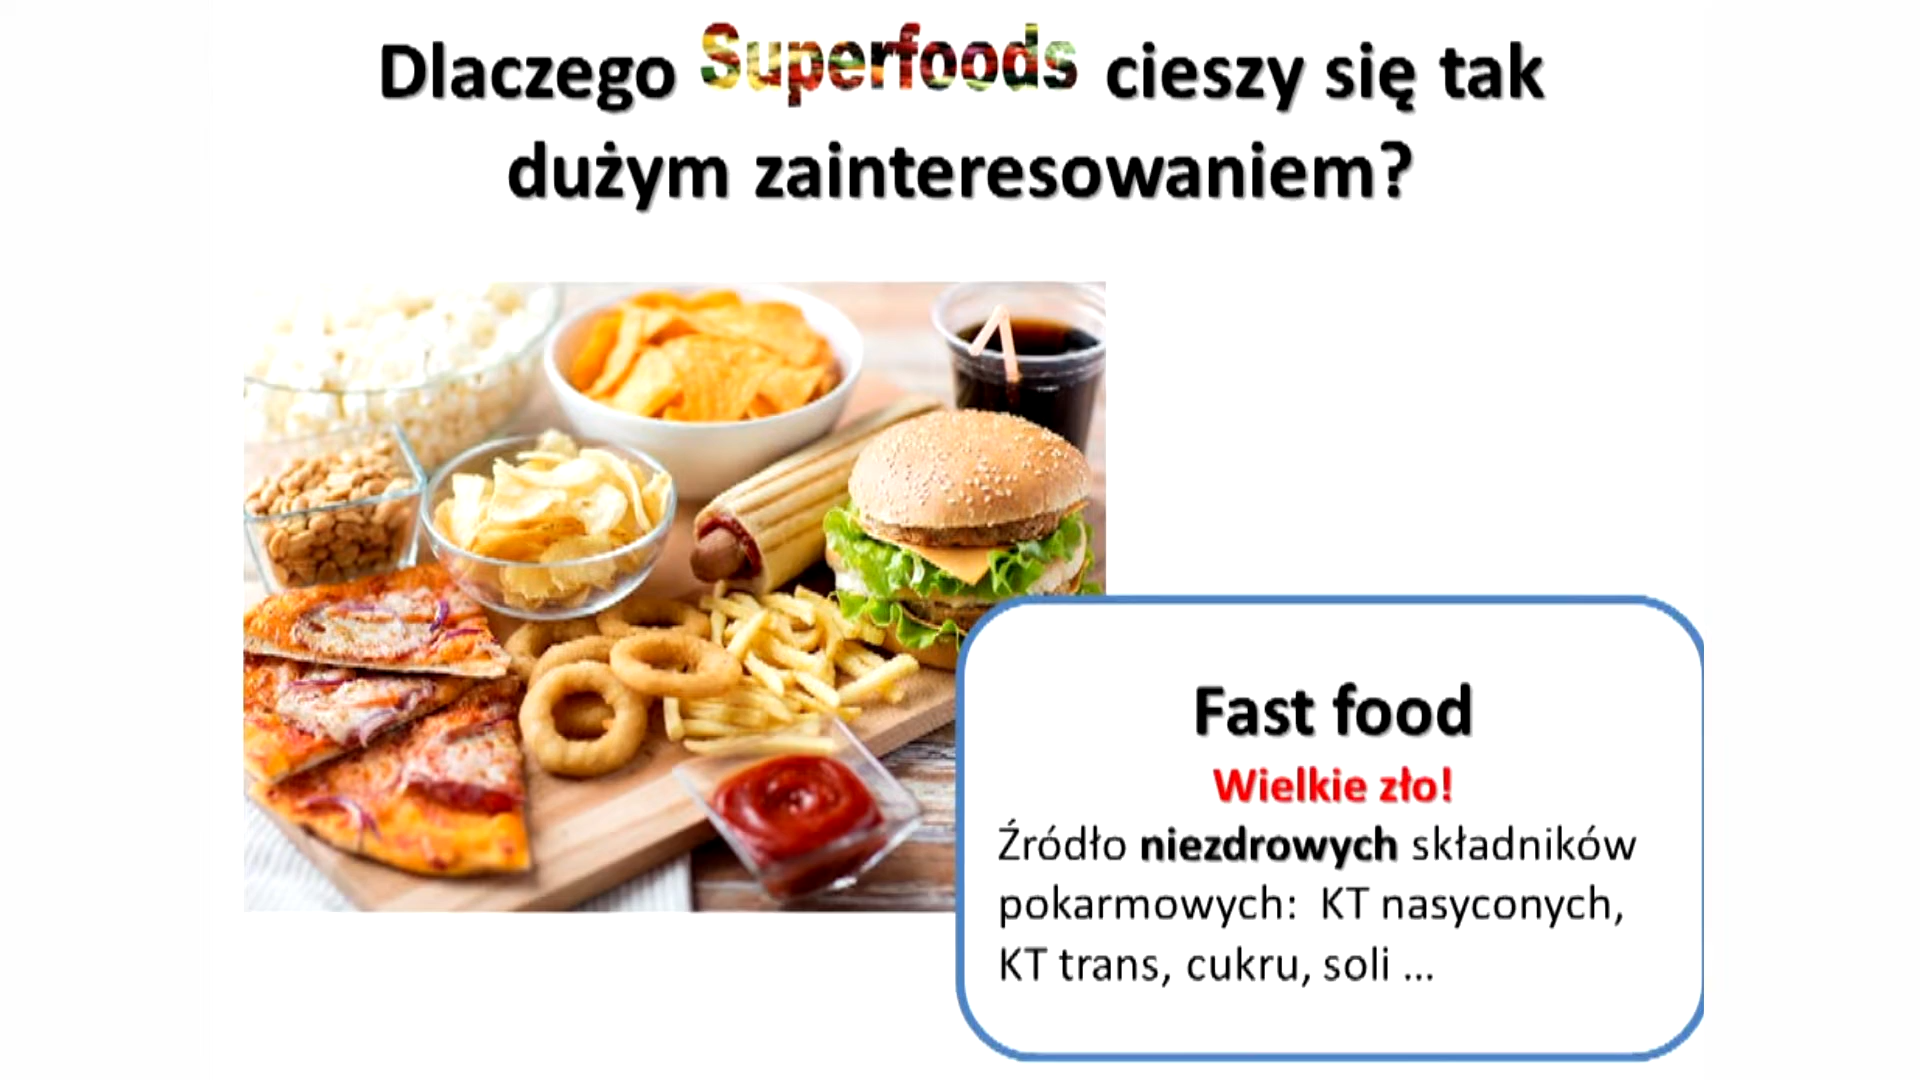 Dlaczego Superfoods cieszy się tak
dużym zainteresowaniem?
Fast food
Wielkie zło!
Źródło niezdrowych składników
pokarmowych: KT nasyconych,
KT trans, cukru, soli ...